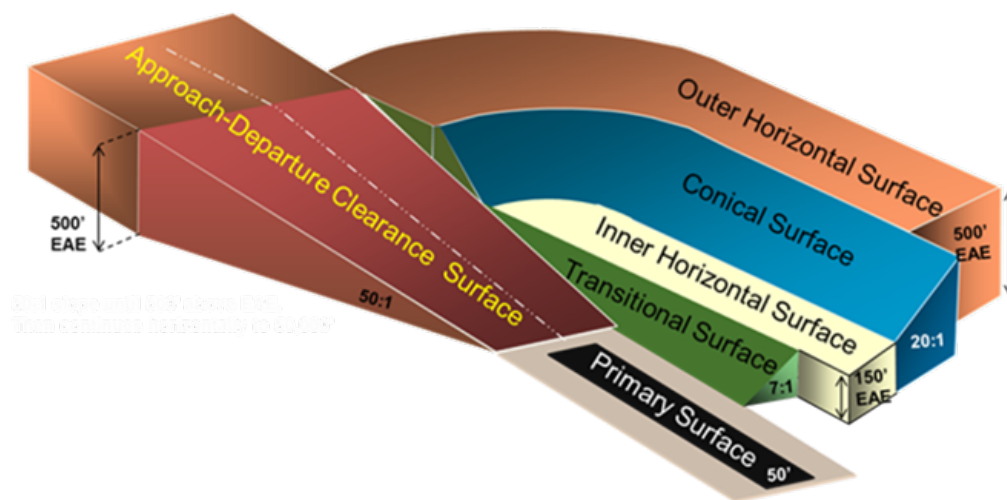 Outer Horizontal Surface
Approach-Departure Clearance Surface
Conical Surface
500'
EAE
500'
EAE
Inner Horizontal Surface
Transitional Surface
50:1
20:1
150'
EAE
7:1
Primary Surface
50'